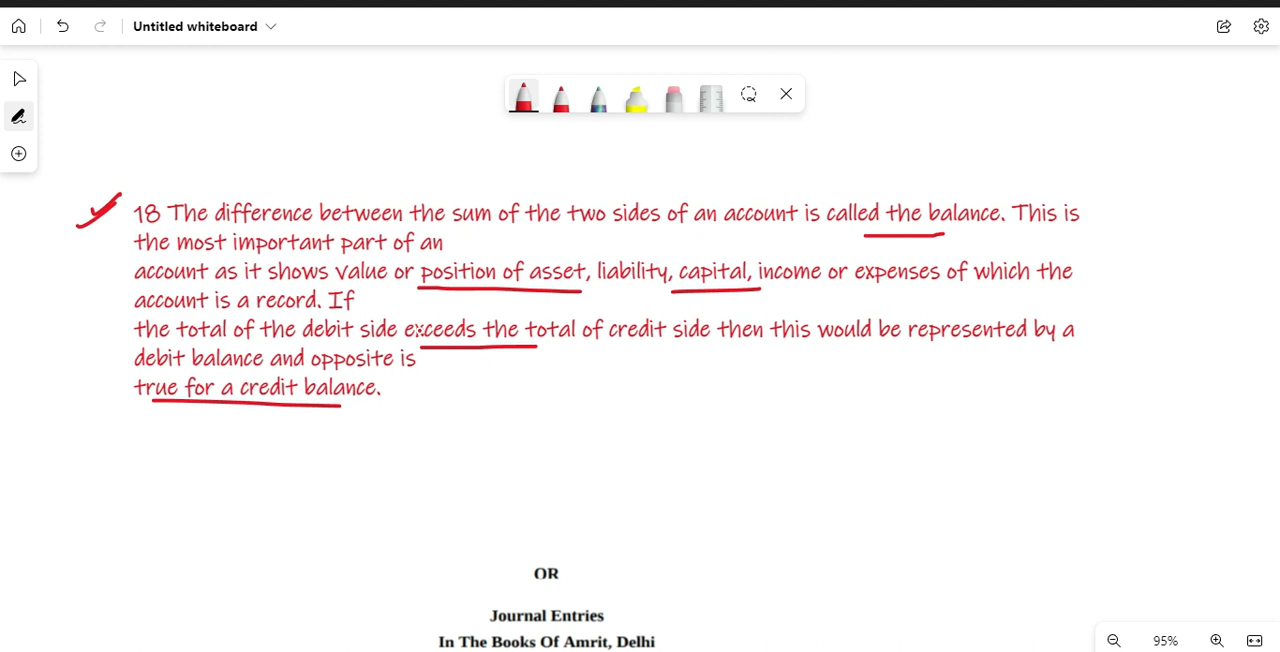 Untitled whiteboard
18 The difference between the sum of the two sides of an account is called the balance. This is
the most important part of an
account as it shows value or position of asset, liability, capital, income or expenses of which the
account is a record. If
the total of the debit side exceeds the total of credit side then this would be represented by a
debit balance and opposite is
true for a credit balance.
OR
Journal Entries
In The Books Of Amrit, Delhi
95%